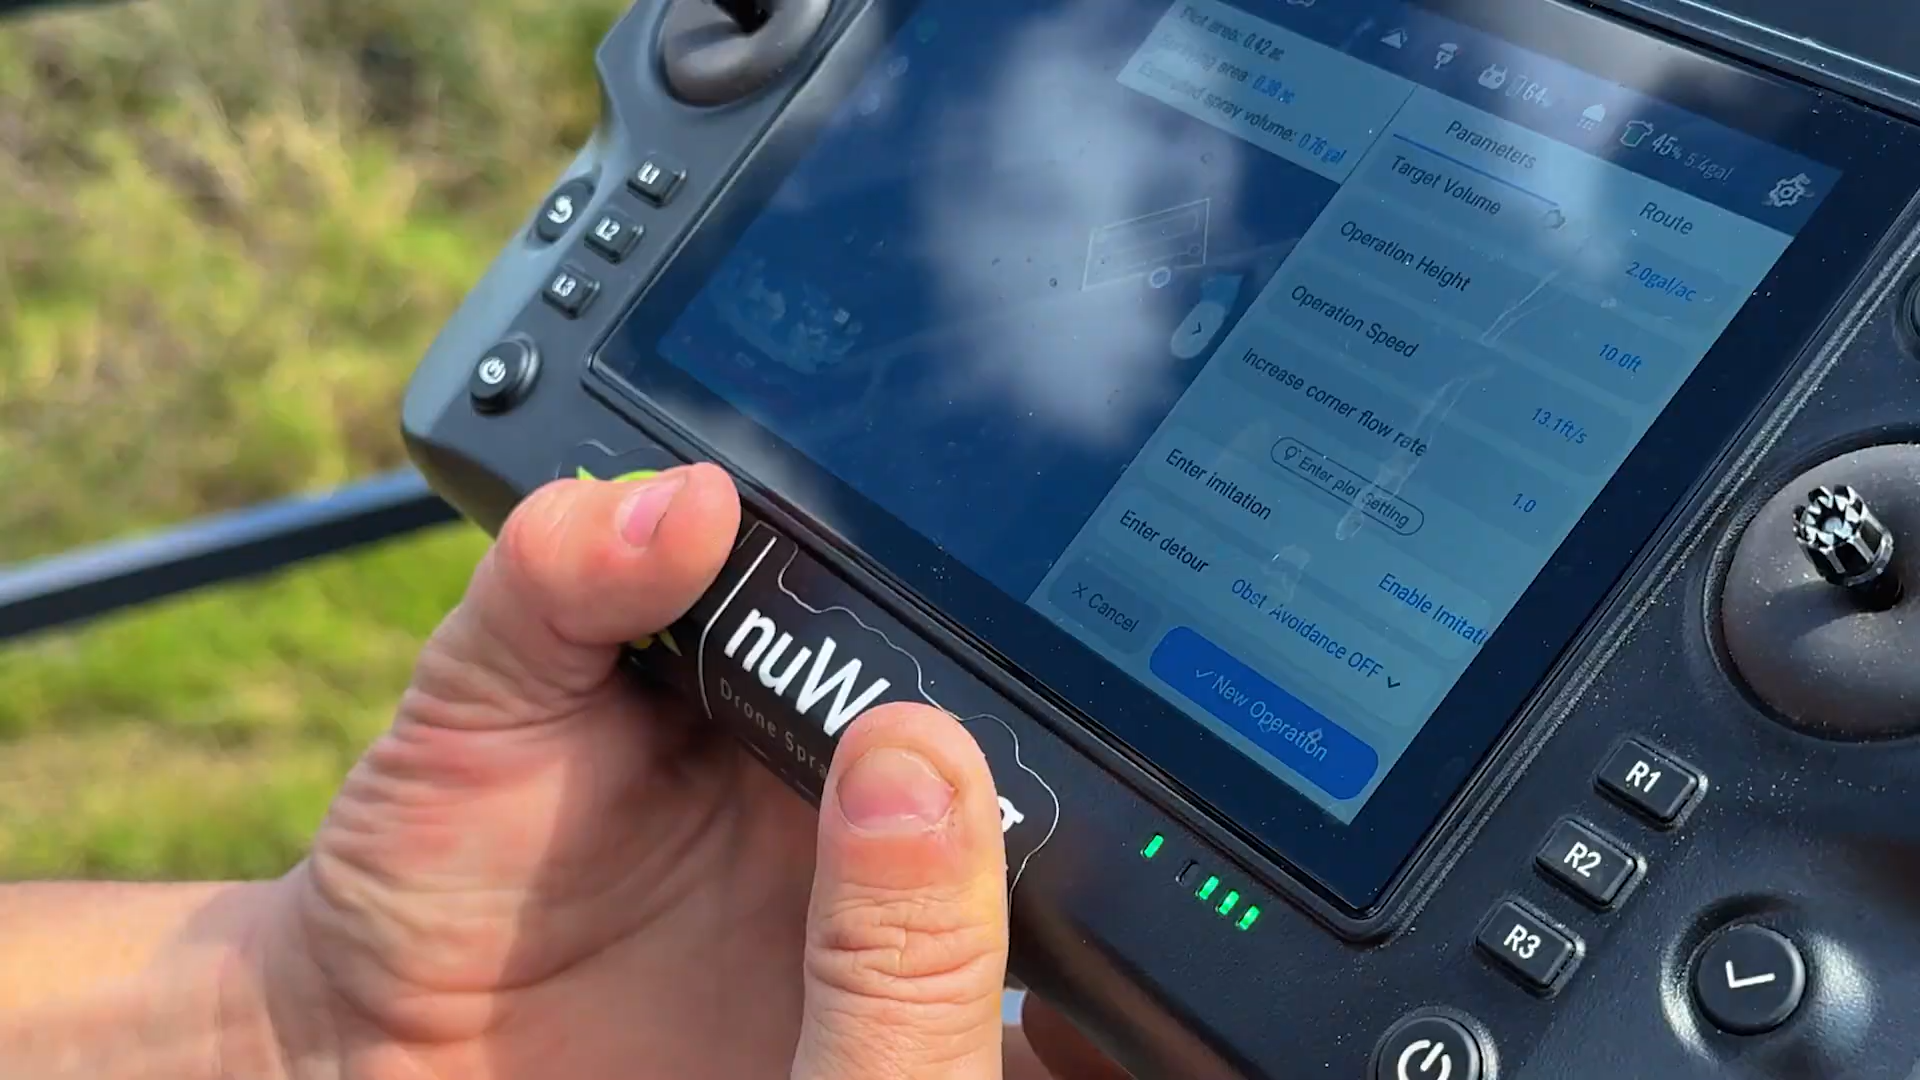 Plot area: 0.42 ac
Spraying area: 0.38 ac
Estimated spray volume: 0.76 gal
64%
45% 5.4gal
Parameters
Route
Target Volume
2.0gal/ac
Operation Height
10.0ft
Operation Speed
13.1ft/s
Increase corner flow rate
1.0
Enter plot setting
Enter imitation
Enable Imitati
Enter detour
Obst Avoidance OFF
Cancel
New Operation
L1
L2
L3
nuW
Drone Spra
R1
R2
R3